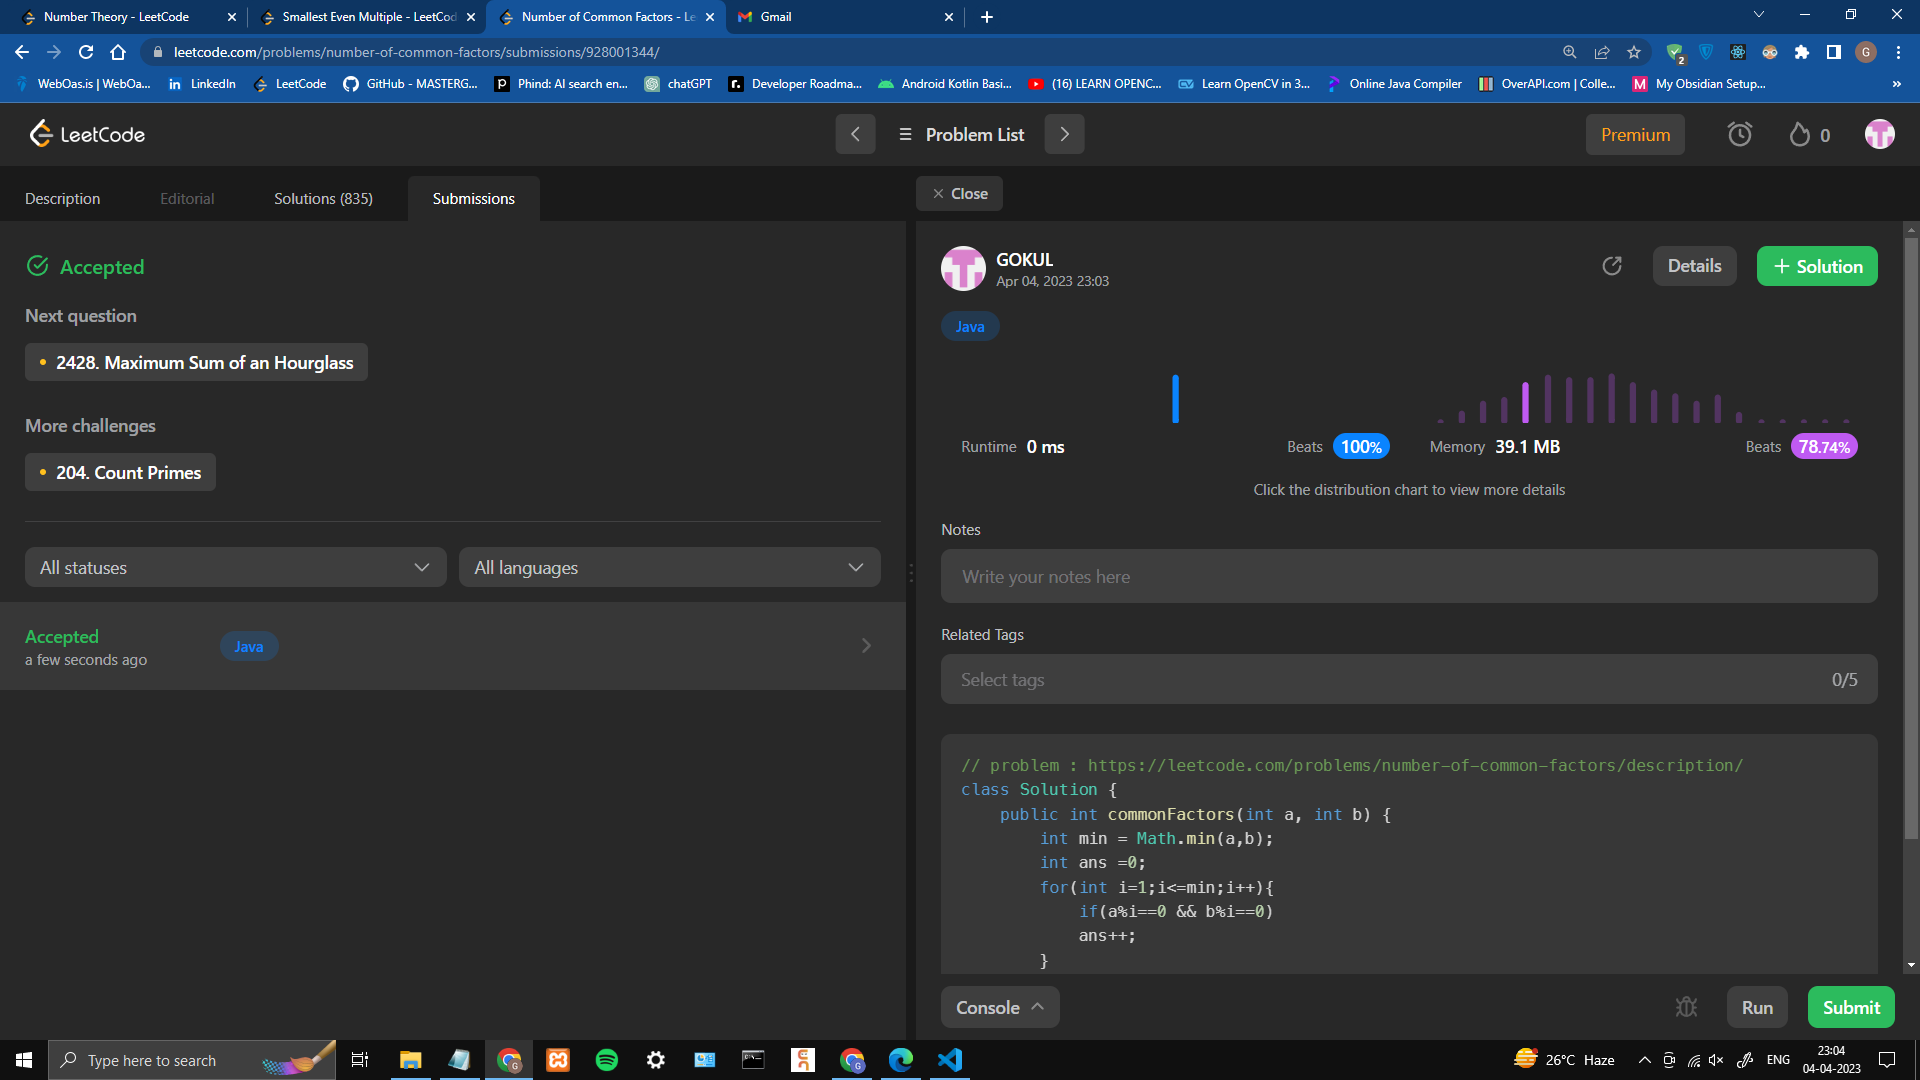 Number Theory - LeetCode
Smallest Even Multiple - LeetCod
Number of Common Factors - Le
Gmail
leetcode.com/problems/number-of-common-factors/submissions/928001344/
2
G
WebOas.is | WebOa...
LinkedIn
LeetCode
GitHub - MASTERG...
Phind: AI search en...
chatGPT
Developer Roadma...
Android Kotlin Basi...
(16) LEARN OPENC...
Learn OpenCV in 3...
Online Java Compiler
OverAPI.com | Colle...
My Obsidian Setup...
»
LeetCode
Problem List
Premium
0
Description
Editorial
Solutions (835)
Submissions
Close
Accepted
Next question
2428. Maximum Sum of an Hourglass
More challenges
204. Count Primes
All statuses
All languages
Accepted
a few seconds ago
Java
GOKUL
Apr 04, 2023 23:03
Details
+ Solution
Java
Runtime 0 ms
Beats 100%
Memory 39.1 MB
Beats 78.74%
Click the distribution chart to view more details
Notes
Write your notes here
Related Tags
Select tags
0/5
// problem : https://leetcode.com/problems/number-of-common-factors/description/
class Solution {
public int commonFactors(int a, int b) {
int min = Math.min(a,b);
int ans =0;
for(int i=1;i<=min;i++){
if(a%i==0 && b%i==0)
ans++;
}
Console
Run
Submit
Type here to search
26°C Haze
ENG
23:04
04-04-2023